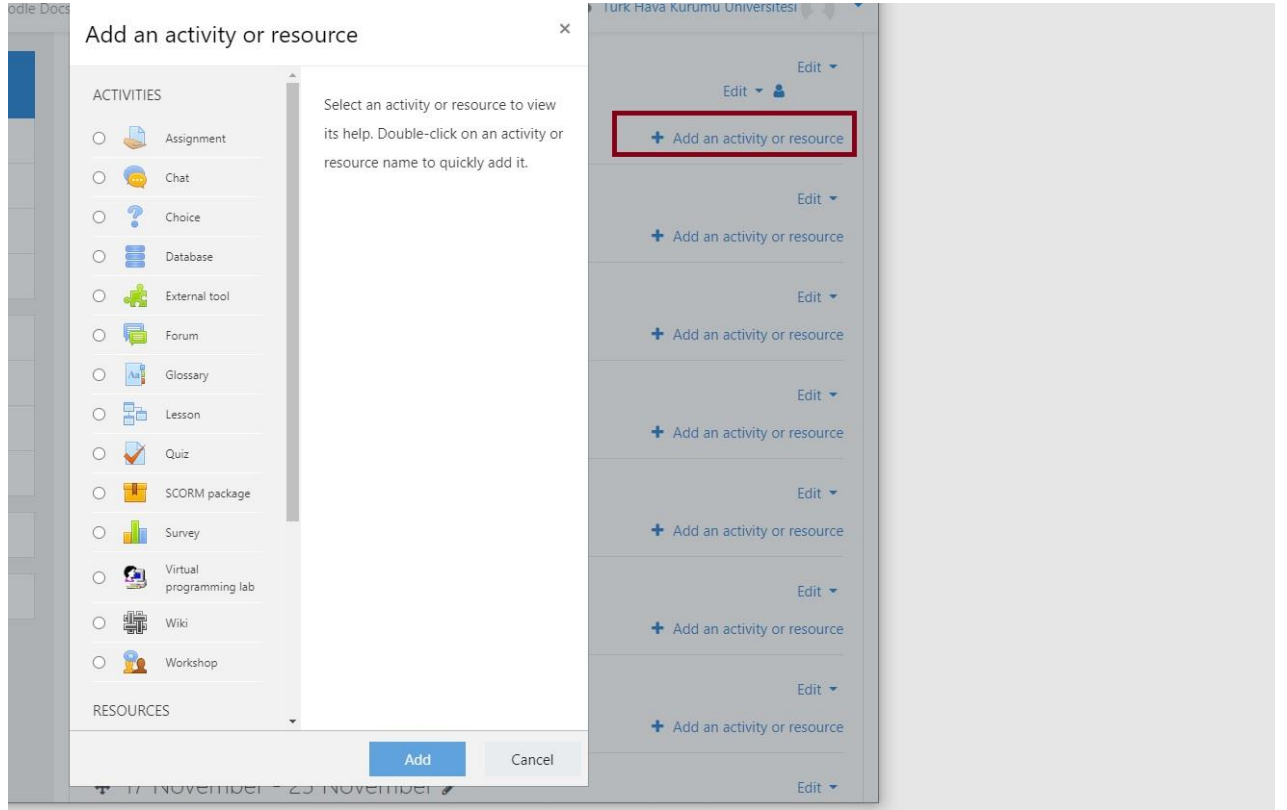 odle Docs
Türk Hava Kurumu Üniversitesi
Add an activity or resource
×
ACTIVITIES
Assignment
Chat
Choice
Database
External tool
Forum
Glossary
Lesson
Quiz
SCORM package
Survey
Virtual
programming lab
Wiki
Workshop
RESOURCES
Select an activity or resource to view
its help. Double-click on an activity or
resource name to quickly add it.
Add
Cancel
Edit
Edit
Add an activity or resource
Edit
Add an activity or resource
Edit
Add an activity or resource
Edit
Add an activity or resource
Edit
Add an activity or resource
Edit
Add an activity or resource
Edit
Add an activity or resource
17 November - 23 November
Edit